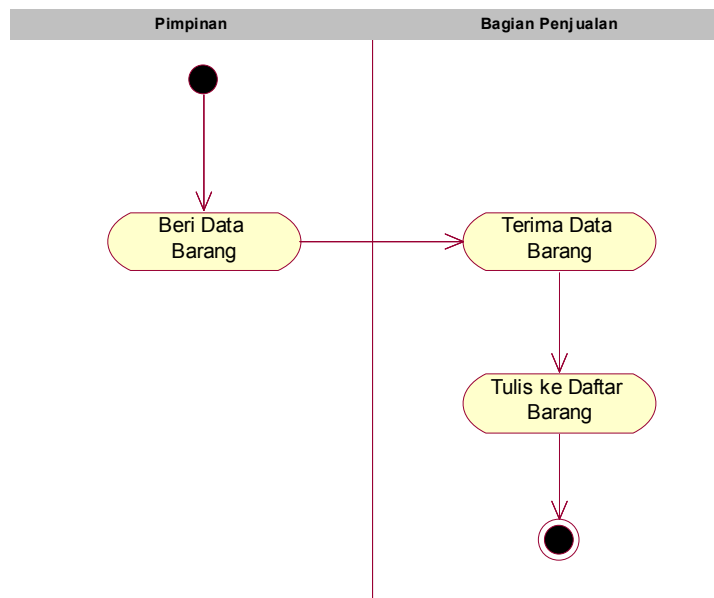 Pimpinan
Bagian Penjualan
Beri Data
Barang
Terima Data
Barang
Tulis ke Daftar
Barang